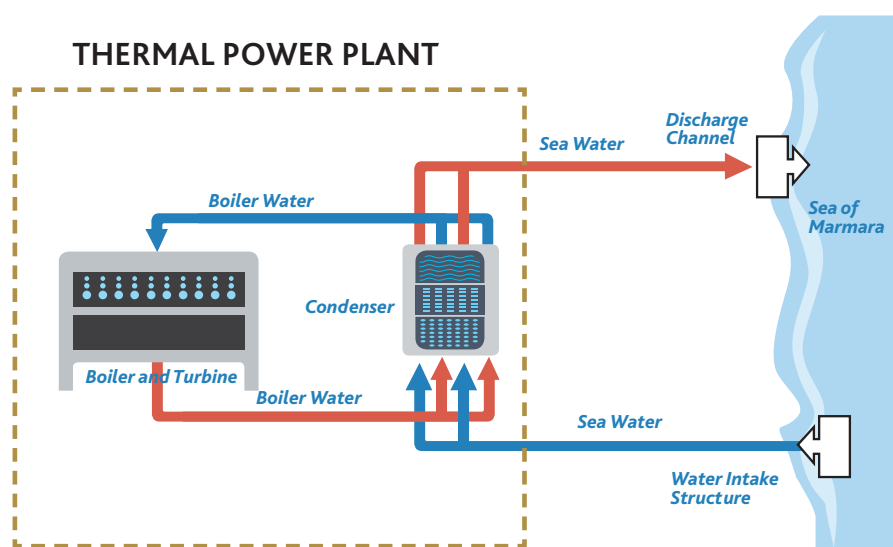 THERMAL POWER PLANT
Discharge
Channel
Sea Water
Boiler Water
Sea of
Marmara
Condenser
Boiler and Turbine
Boiler Water
Sea Water
Water Intake
Structure